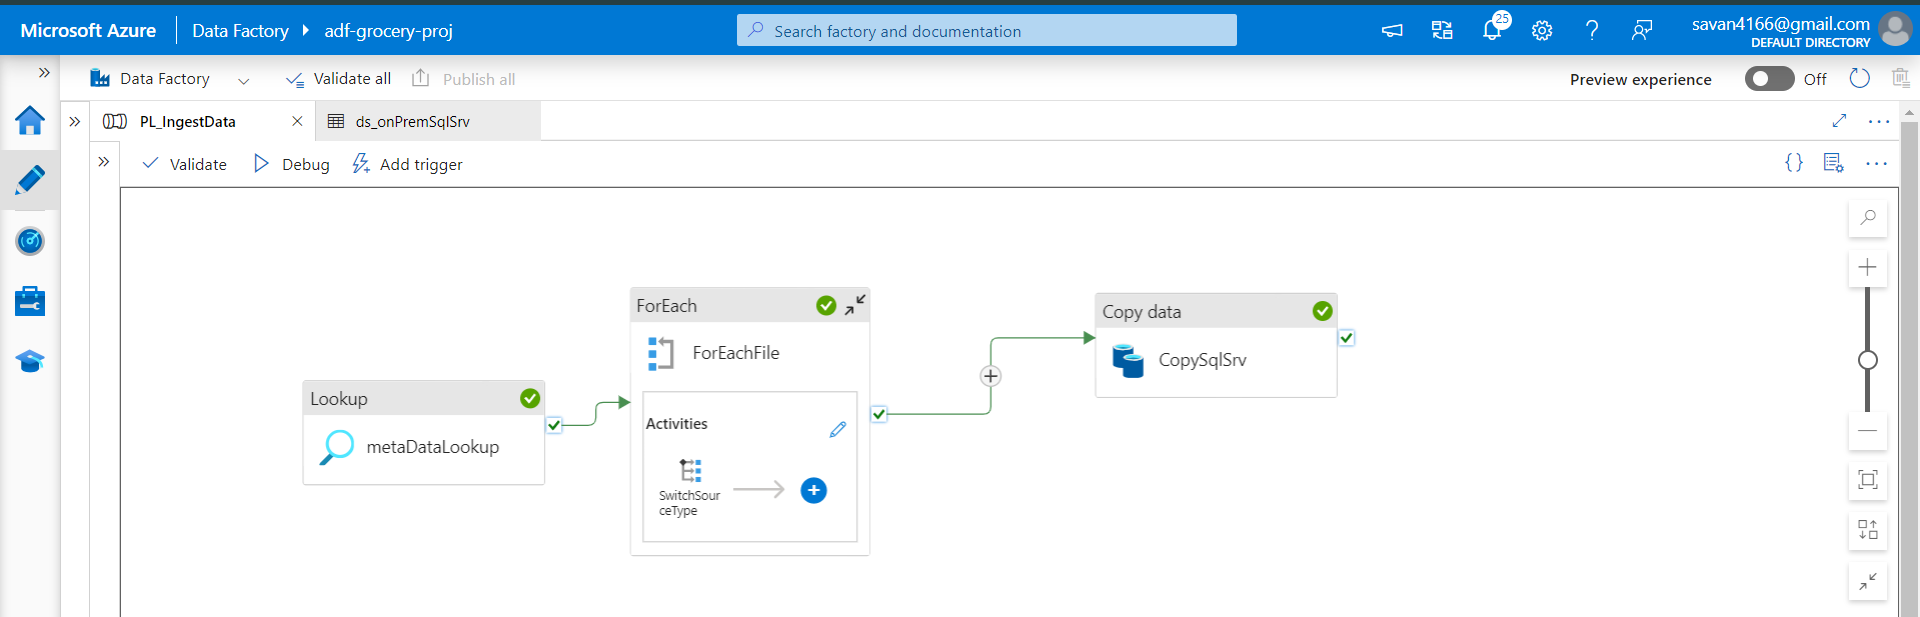 Microsoft Azure
Data Factory
adf-grocery-proj
Search factory and documentation
25
savan4166@gmail.com
DEFAULT DIRECTORY
Data Factory
Validate all
Publish all
Preview experience
Off
PL_IngestData
ds_onPremSqlSrv
Validate
Debug
Add trigger
ForEach
ForEachFile
Activities
SwitchSour
ceType
Copy data
CopySqlSrv
Lookup
metaDataLookup